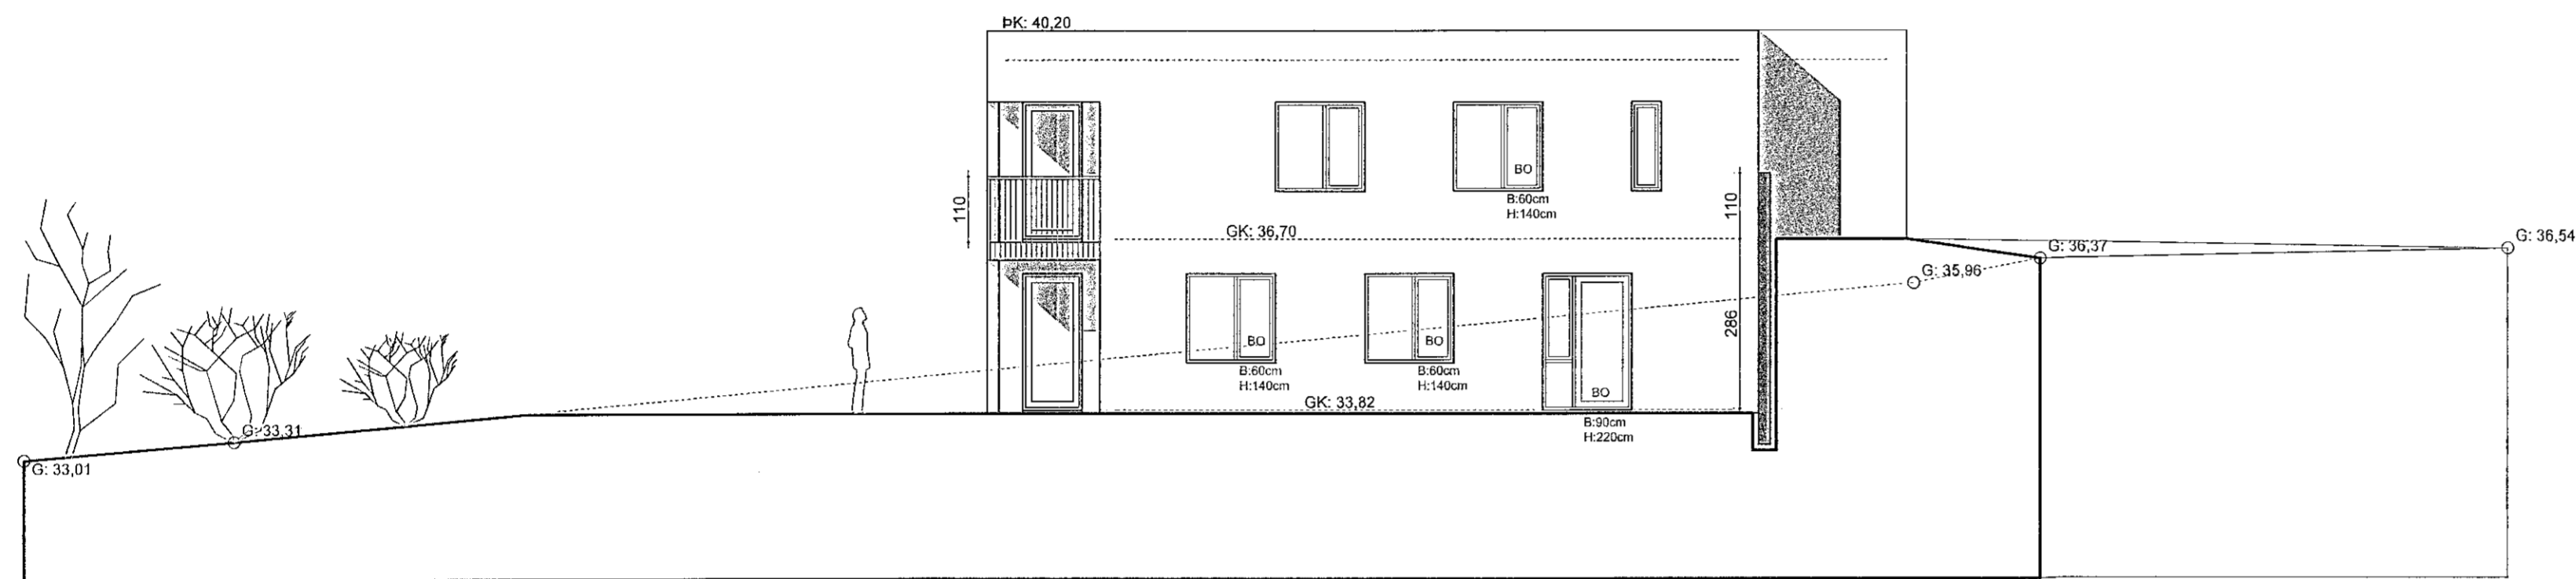 ÞK: 40,20
BO
B:60cm
H:140cm
110
110
GK: 36,70
G: 36,54
G: 36,37
G: 35,96
286
BO
B:60cm
H:140cm
BO
B:60cm
H:140cm
BO
B:90cm
H:220cm
GK: 33,82
G: 33,31
G: 33,01